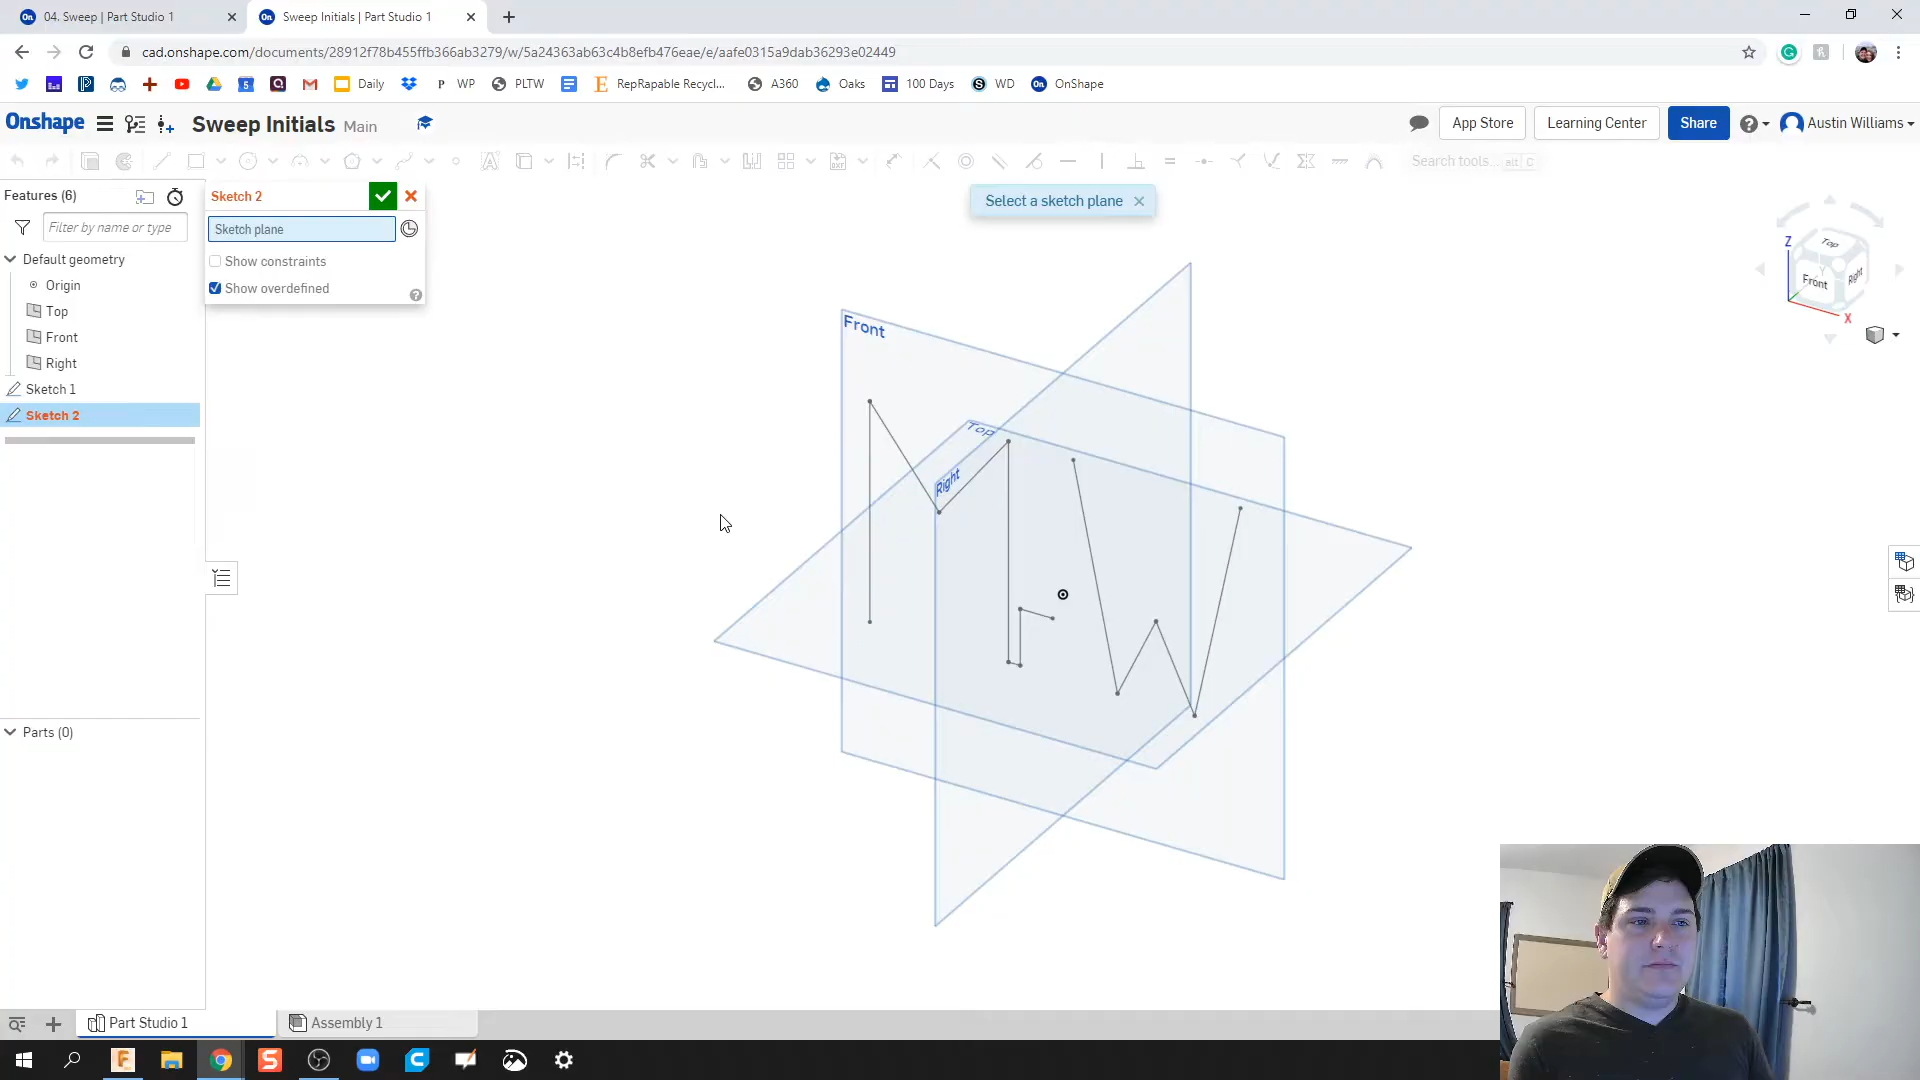 04. Sweep | Part Studio 1
Sweep Initials | Part Studio 1
cad.onshape.com/documents/28912f78b455ffb366ab3279/w/5a24363ab63c4b8efb476eae/e/aafe0315a9dab36293e02449
Daily
WP
PLTW
RepRapable Recycl...
A360
Oaks
100 Days
WD
OnShape
Onshape
Sweep Initials Main
App Store
Learning Center
Share
Austin Williams
Search tools... alt C
Features (6)
Sketch 2
Select a sketch plane
Filter by name or type
Sketch plane
Default geometry
Show constraints
Origin
Show overdefined
Top
Front
Right
Sketch 1
Sketch 2
Front
Top
Right
Z
Top
Front
Right
Y
X
Parts (0)
Part Studio 1
Assembly 1